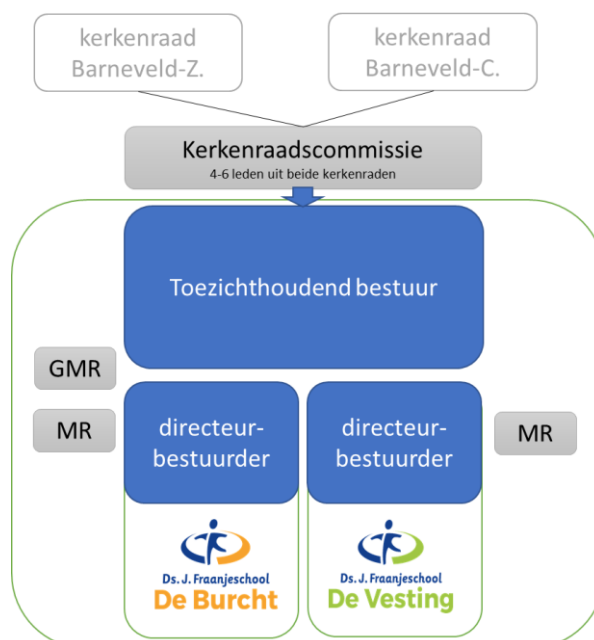 kerkenraad
Barneveld-Z.
kerkenraad
Barneveld-C.
Kerkenraadscommissie
4-6 leden uit beide kerkenraden
Toezichthoudend bestuur
GMR
MR
directeur-
bestuurder
directeur-
bestuurder
MR
Ds. J. Fraanjeschool
De Burcht
Ds. J. Fraanjeschool
De Vesting